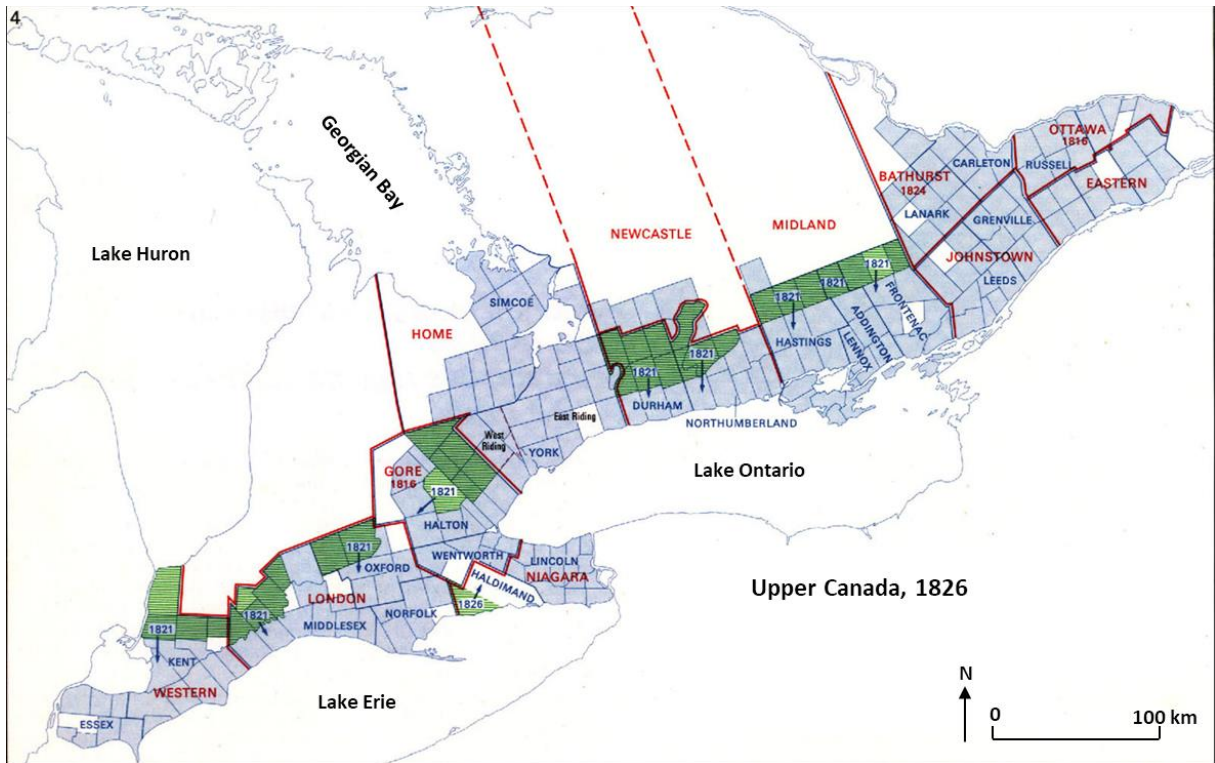 4
Georgian Bay
Lake Huron
OTTAWA
1816
CARLETON
RUSSELL
BATHURST
1824
EASTERN
LANARK
GRENVILLE
NEWCASTLE
MIDLAND
JOHNSTOWN
LEEDS
1821
1821
1821
SIMCOE
FRONTENAC
ADDINGTON
LENNOX
HASTINGS
HOME
1821
1821
DURHAM
NORTHUMBERLAND
East Riding
West
Riding
YORK
Lake Ontario
GORE
1816
1821
HALTON
WENTWORTH
LINCOLN
NIAGARA
HALDIMAND
1826
1821
OXFORD
LONDON
NORFOLK
MIDDLESEX
1821
1821
KENT
WESTERN
ESSEX
Lake Erie
Upper Canada, 1826
N
0
100 km